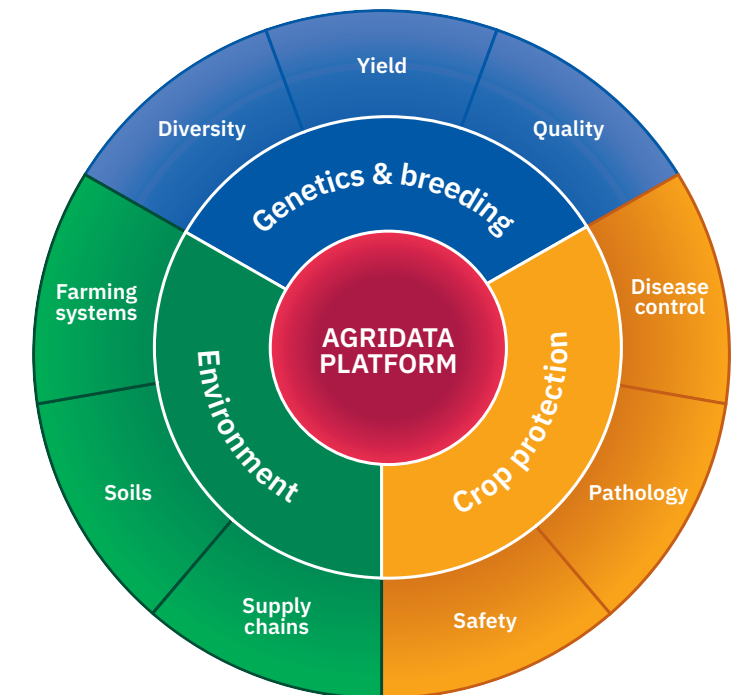 Yield
Diversity
Quality
Genetics & breeding
Farming
systems
Disease
control
AGRIDATA
PLATFORM
Environment
Crop protection
Soils
Pathology
Supply
chains
Safety